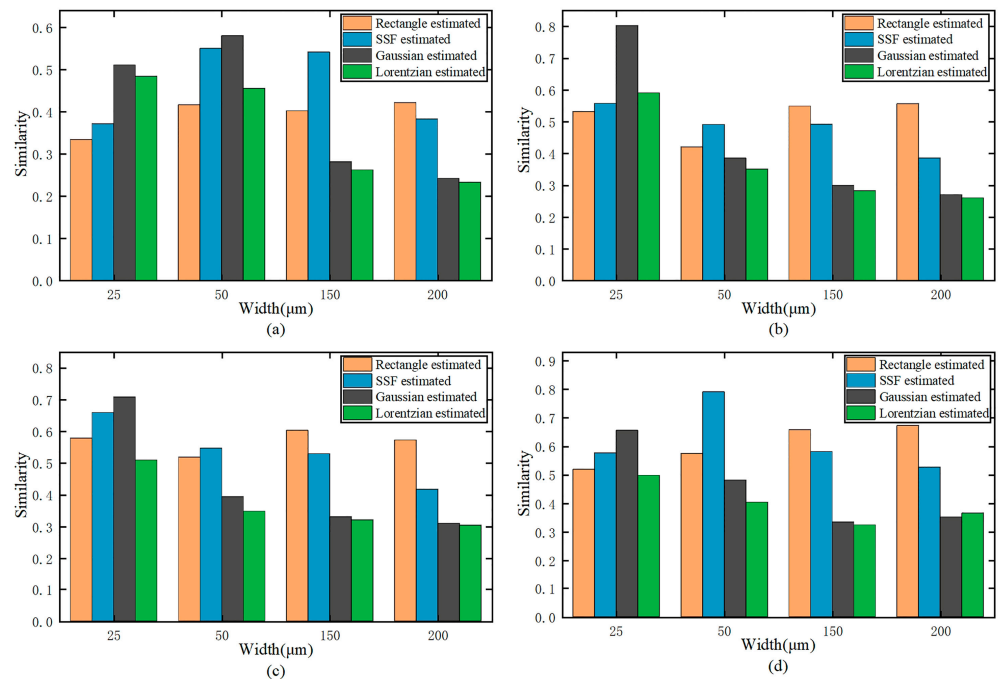 Rectangle estimated
SSF estimated
Gaussian estimated
Lorentzian estimated
Similarity
0.6
0.5
0.4
0.3
0.2
0.1
0.0
25 50 150 200
Width(μm)
(a)
Rectangle estimated
SSF estimated
Gaussian estimated
Lorentzian estimated
Similarity
0.8
0.7
0.6
0.5
0.4
0.3
0.2
0.1
0.0
25 50 150 200
Width(μm)
(b)
Rectangle estimated
SSF estimated
Gaussian estimated
Lorentzian estimated
Similarity
0.8
0.7
0.6
0.5
0.4
0.3
0.2
0.1
0.0
25 50 150 200
Width(μm)
(c)
Rectangle estimated
SSF estimated
Gaussian estimated
Lorentzian estimated
Similarity
0.9
0.8
0.7
0.6
0.5
0.4
0.3
0.2
0.1
0.0
25 50 150 200
Width(μm)
(d)